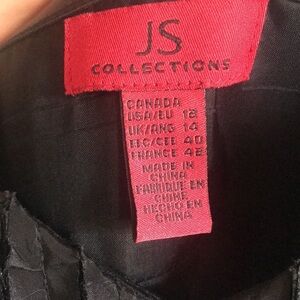 JS
COLLECTIONS
CANADA
USA/EU 12
UK/ANG 14
EEC/CEE 40
FRANCE 42
MADE IN
CHINA
FABRIQUE EN
CHINE
HECHO EN
CHINA